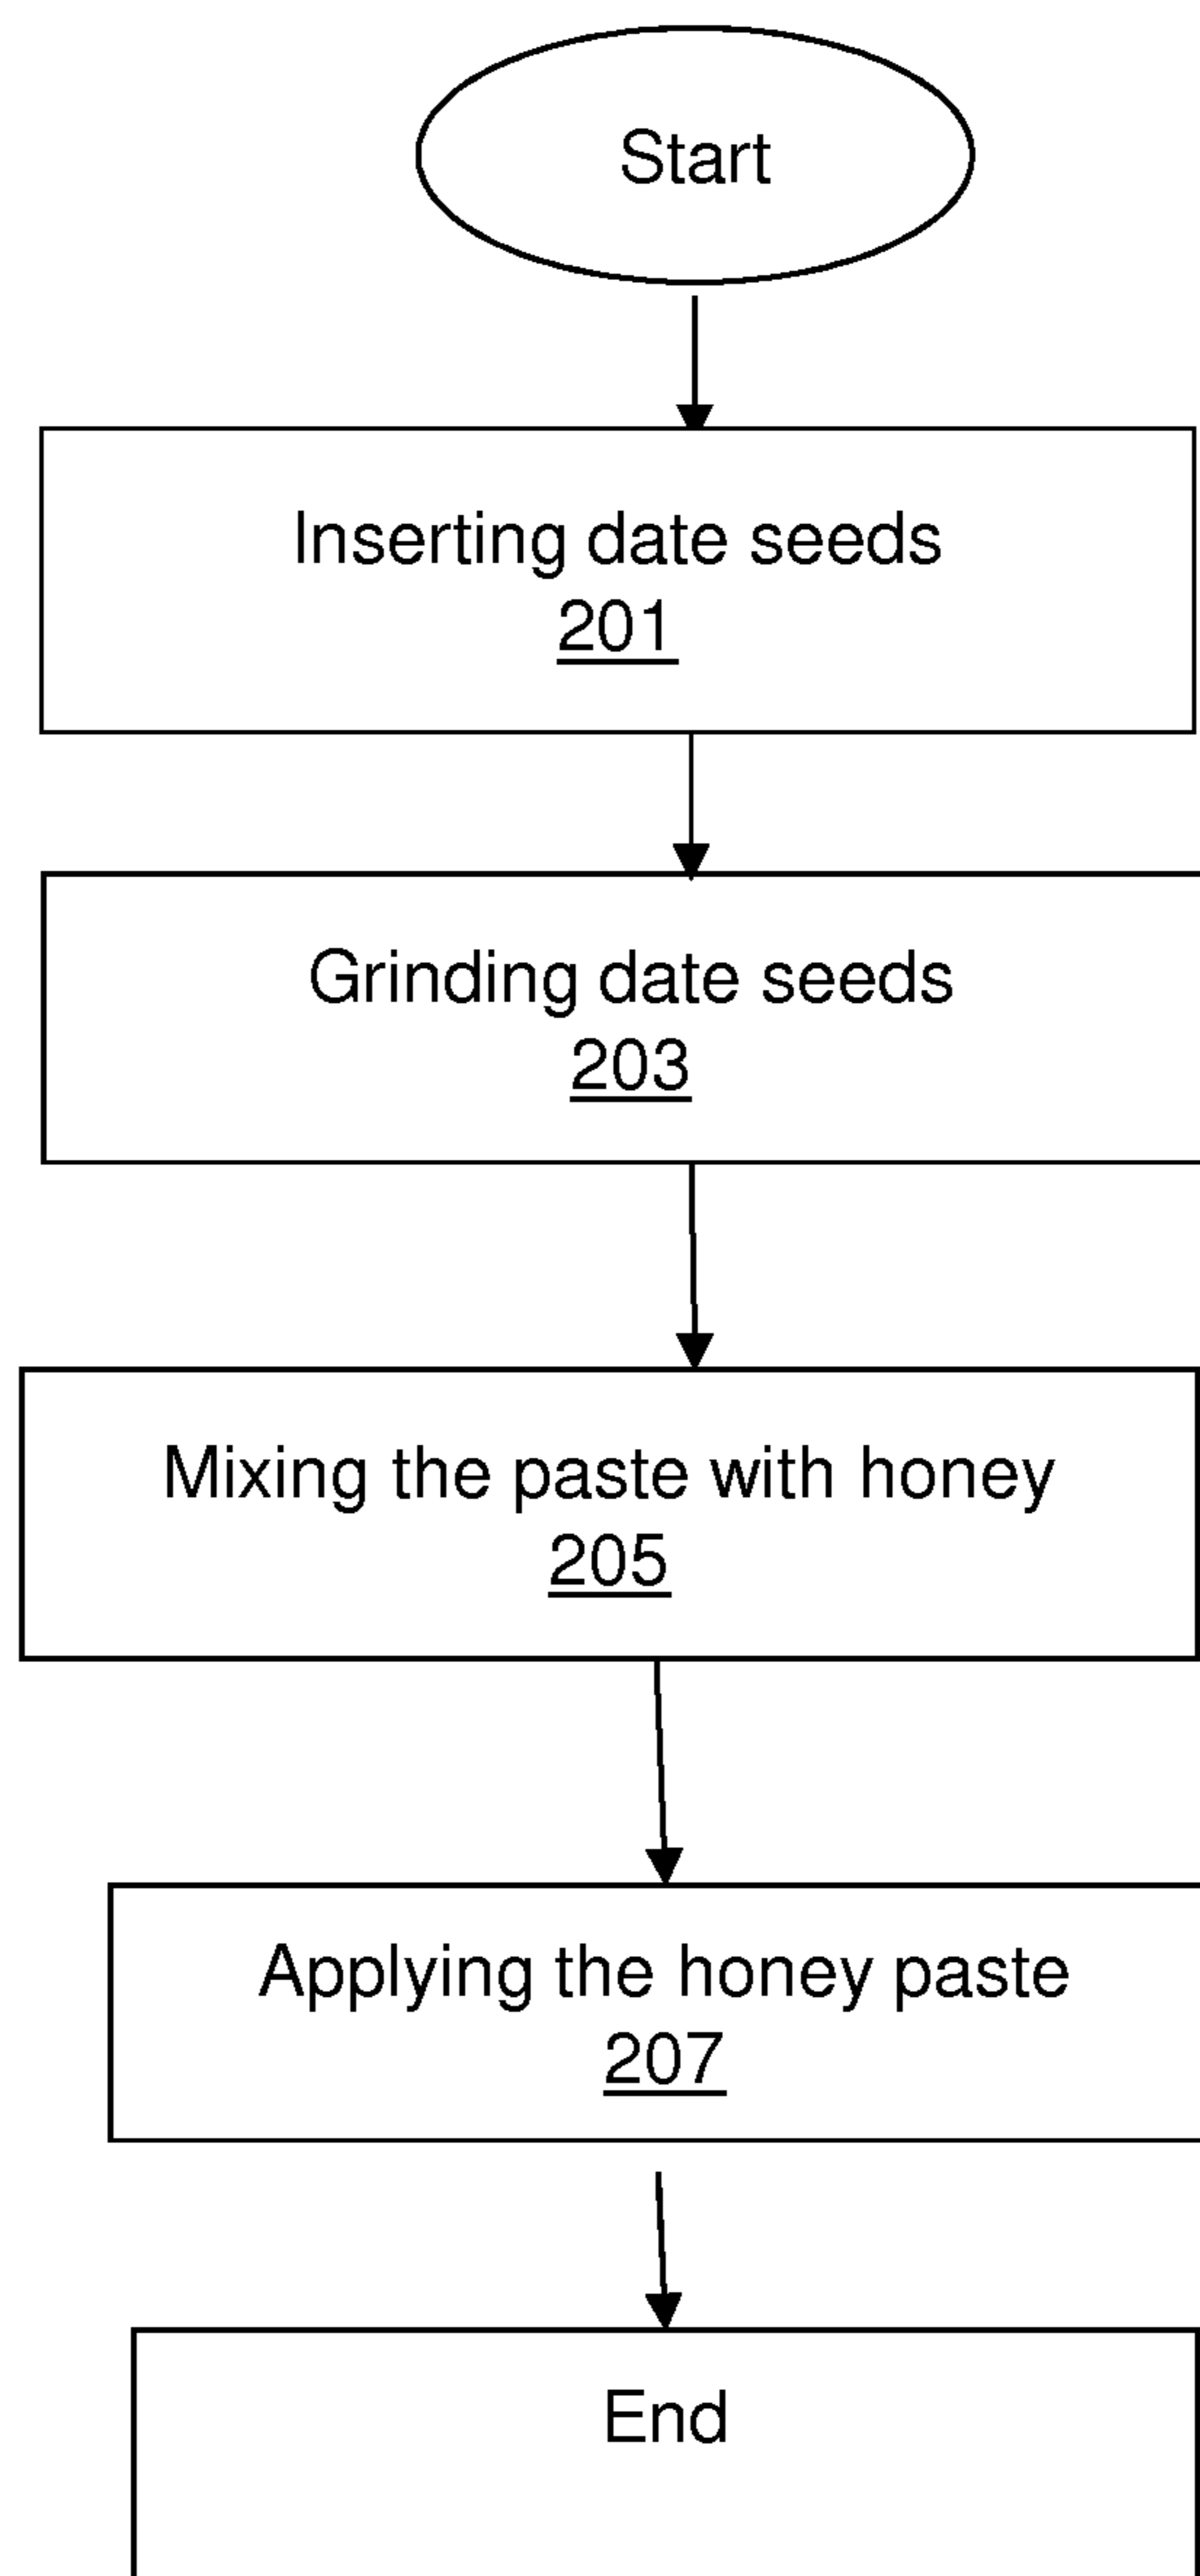 Start
Inserting date seeds
201
Grinding date seeds
203
Mixing the paste with honey
205
Applying the honey paste
207
End